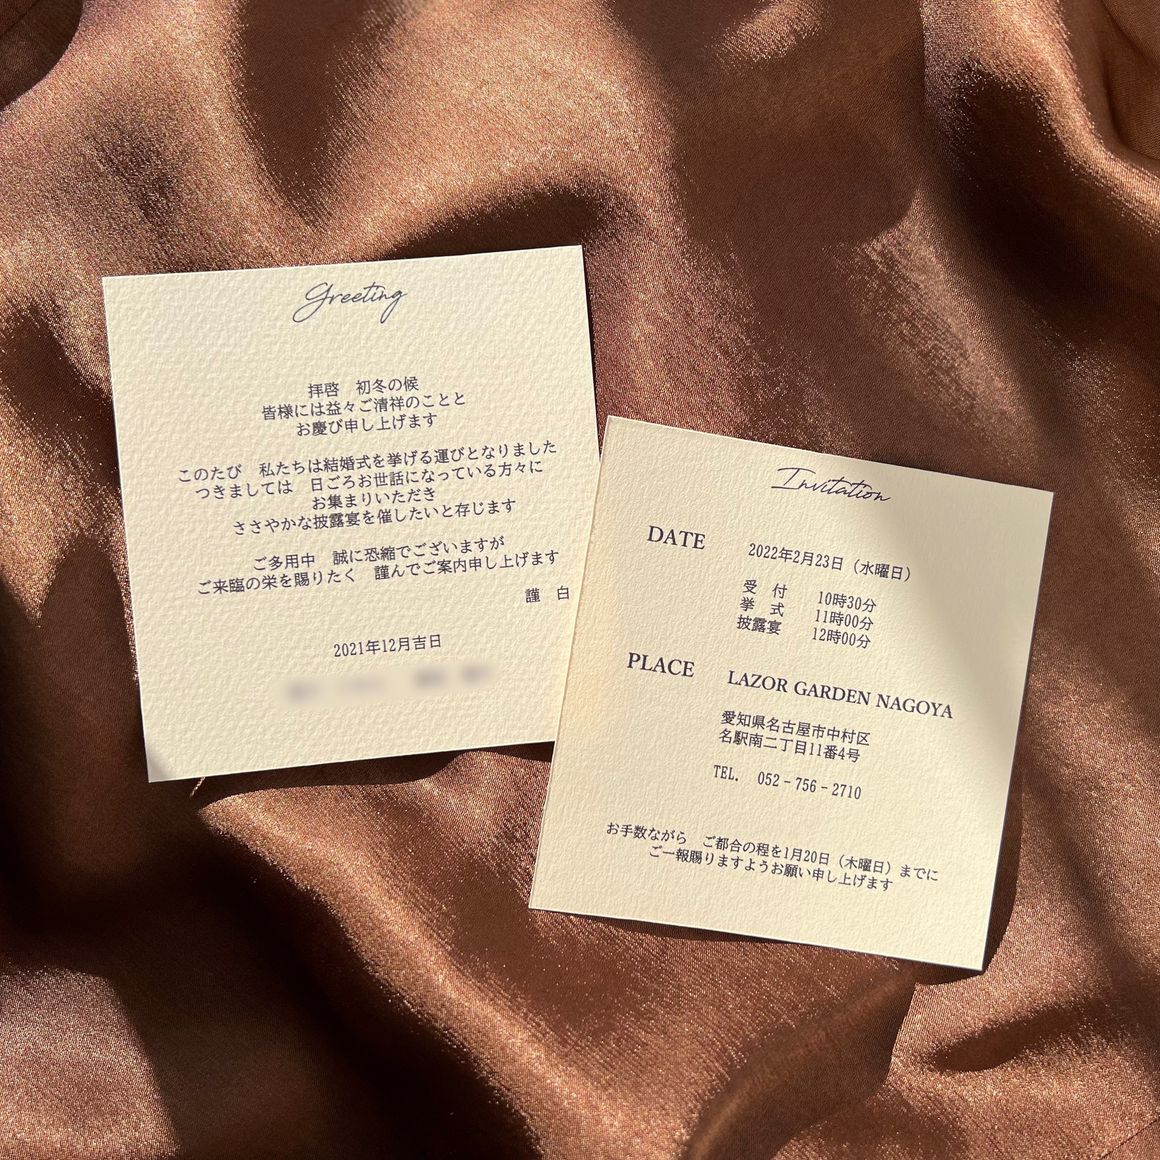 Greeting
拝啓　初冬の候
皆様には益々ご清祥のことと
お慶び申し上げます
このたび　私たちは結婚式を挙げる運びとなりました
つきましては　日ごろお世話になっている方々に
お集まりいただき
ささやかな披露宴を催したいと存じます
ご多用中　誠に恐縮でございますが
ご来臨の栄を賜りたく　謹んでご案内申し上げます
謹　白
2021年12月吉日
Invitation
DATE　2022年2月23日（水曜日）
受　付　10時30分
挙　式　11時00分
披露宴　12時00分
PLACE　LAZOR GARDEN NAGOYA
愛知県名古屋市中村区
名駅南二丁目11番4号
TEL.　052－756－2710
お手数ながら　ご都合の程を1月20日（木曜日）までに
ご一報賜りますようお願い申し上げます